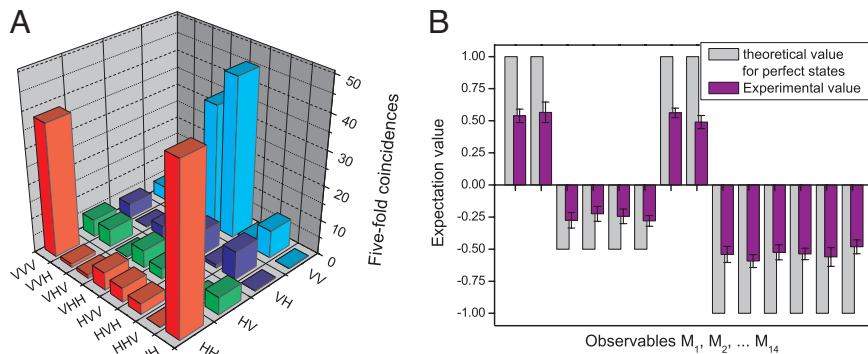 A
50
40
30
20
10
0
Five-fold coincidences
VVV
VVH
VHV
VHH
HVV
HVH
HHV
HH
HV
VH
VV
B
1.00
0.75
0.50
0.25
0.00
-0.25
-0.50
-0.75
-1.00
Expectation value
theoretical value
for perfect states
Experimental value
Observables M₁, M₂, ... M₁₄